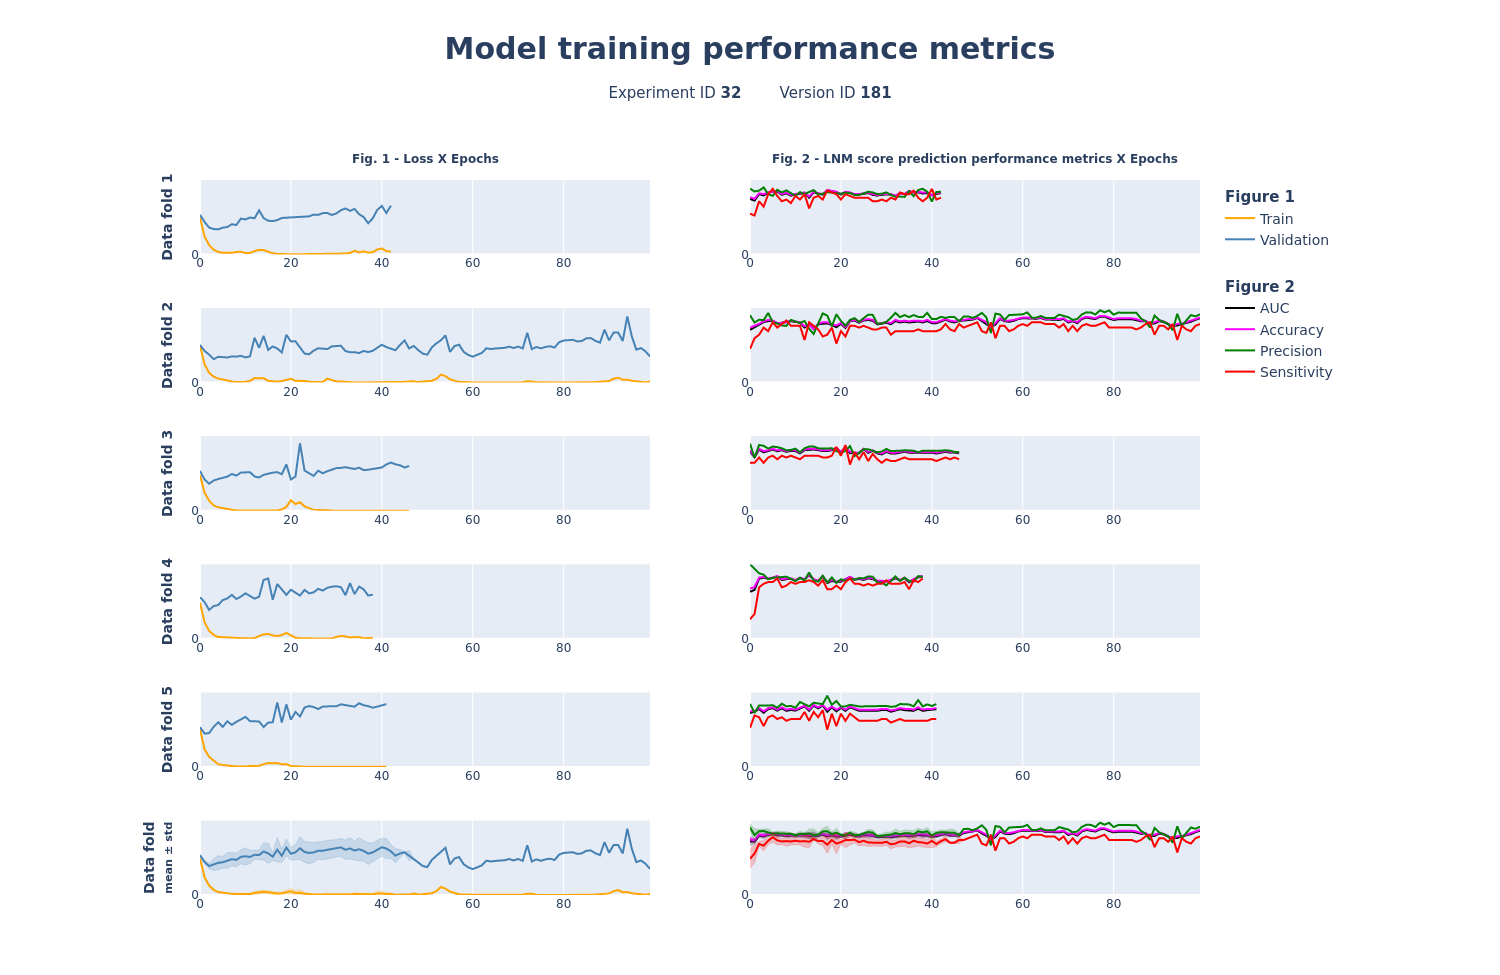 Model training performance metrics
Experiment ID 32 Version ID 181
Fig. 1 - Loss X Epochs
Fig. 2 - LNM score prediction performance metrics X Epochs
Data fold 1
0
0 20 40 60 80
0
0 20 40 60 80
Figure 1
Train
Validation
Figure 2
AUC
Accuracy
Precision
Sensitivity
Data fold 2
0
0 20 40 60 80
0
0 20 40 60 80
Data fold 3
0
0 20 40 60 80
0
0 20 40 60 80
Data fold 4
0
0 20 40 60 80
0
0 20 40 60 80
Data fold 5
0
0 20 40 60 80
0
0 20 40 60 80
Data fold
mean ± std
0
0 20 40 60 80
0
0 20 40 60 80